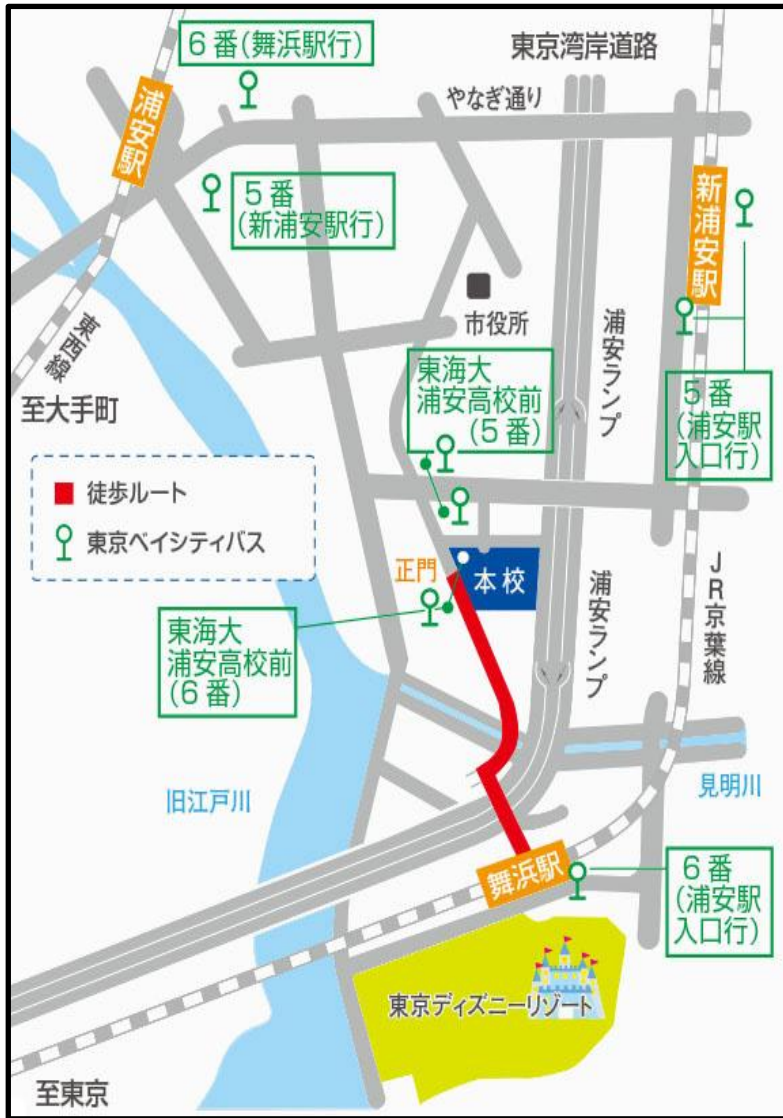 6番(舞浜駅行)
東京湾岸道路
やなぎ通り
浦安駅
5番
(新浦安駅行)
新浦安駅
東西線
市役所
浦安ランプ
至大手町
東海大
浦安高校前
(5番)
5番
(浦安駅
入口行)
徒歩ルート
東京ベイシティバス
正門
本校
浦安ランプ
JR京葉線
東海大
浦安高校前
(6番)
旧江戸川
見明川
舞浜駅
6番
(浦安駅
入口行)
東京ディズニーリゾート
至東京